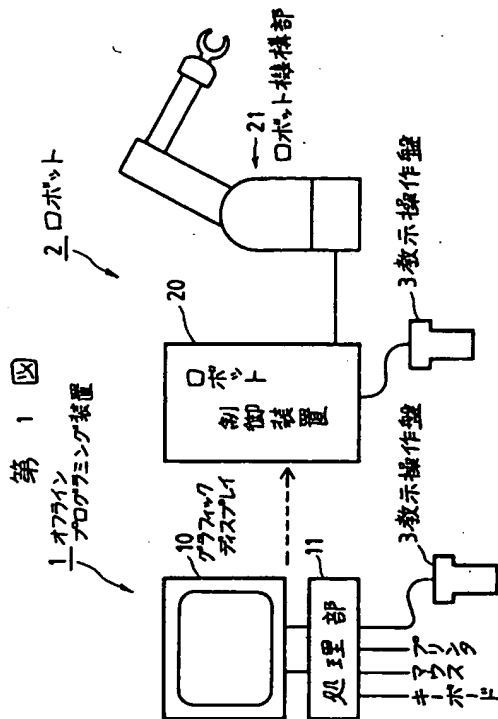 第 1 図
1 オフライン
プログラミング装置
2 ロボット
10
グラフィック
ディスプレイ
20
ロボット
制御装置
21
ロボット機構部
11
処理部
3教示操作盤
3教示操作盤
キーボード
マウス
プリンタ